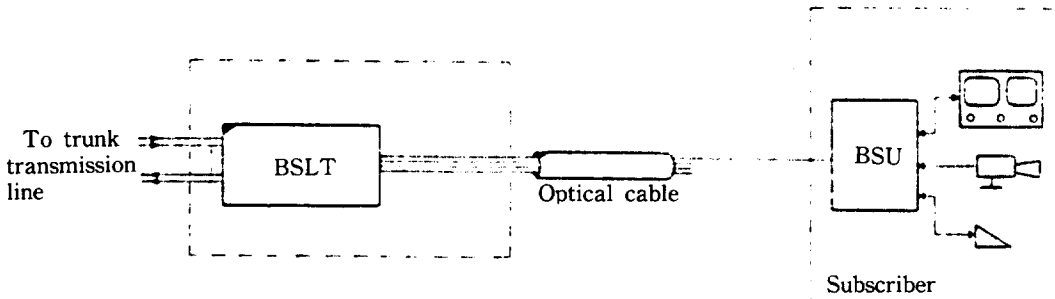 To trunk
transmission
line
BSLT
Optical cable
BSU
Subscriber